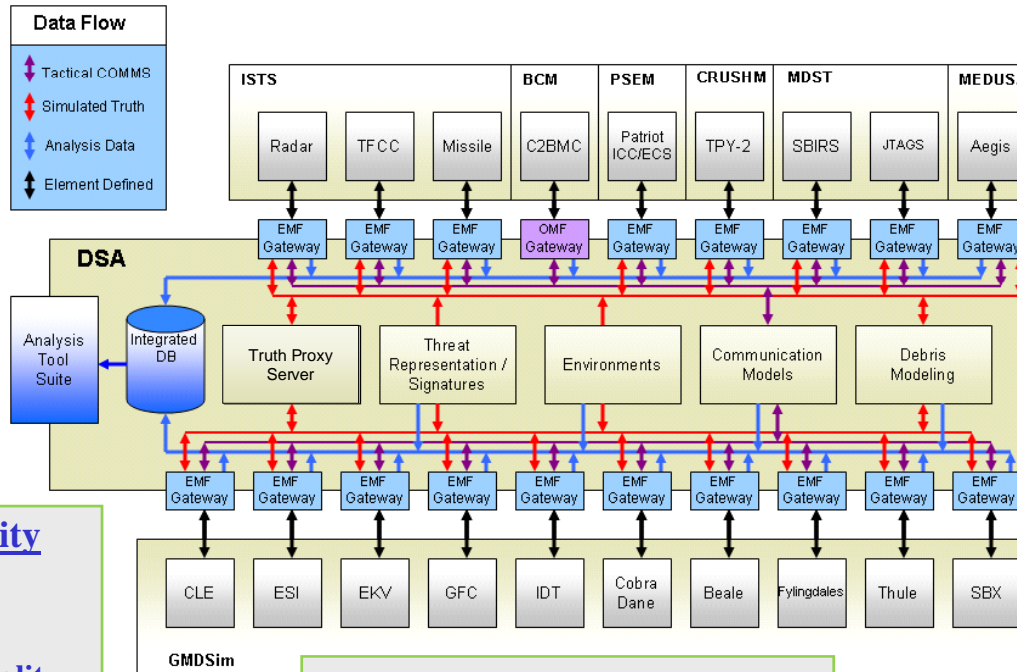 Data Flow
Tactical COMMS
Simulated Truth
Analysis Data
Element Defined
ISTS
BCM
PSEM
CRUSHM
MDST
MEDUS
Radar
TFCC
Missile
C2BMC
Patriot
ICC/ECS
TPY-2
SBIRS
JTAGS
Aegis
EMF
Gateway
EMF
Gateway
EMF
Gateway
OMF
Gateway
EMF
Gateway
EMF
Gateway
EMF
Gateway
EMF
Gateway
EMF
Gateway
DSA
Analysis
Tool
Suite
Integrated
DB
Truth Proxy
Server
Threat
Representation /
Signatures
Environments
Communication
Models
Debris
Modeling
EMF
Gateway
EMF
Gateway
EMF
Gateway
EMF
Gateway
EMF
Gateway
EMF
Gateway
EMF
Gateway
EMF
Gateway
EMF
Gateway
EMF
Gateway
CLE
ESI
EKV
GFC
IDT
Cobra
Dane
Beale
Fylingdales
Thule
SBX
GMDSim
ity